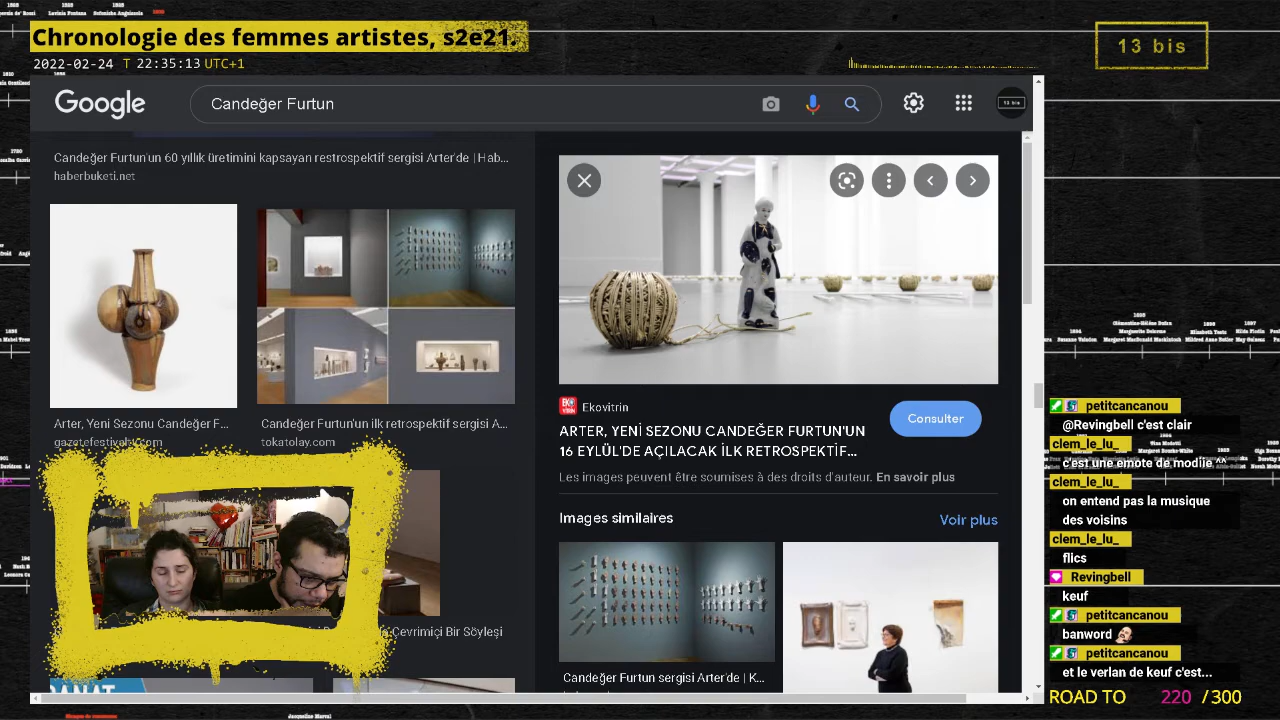 Chronologie des femmes artistes, s2e21.
2022-02-24 T 22:35:13 UTC+1
13 bis
Google
Candeğer Furtun
13 bis
Candeğer Furtun'un 60 yıllık üretimini kapsayan restrospektif sergisi Arter'de | Hab...
haberbuketi.net
Arter, Yeni Sezonu Candeğer F...
Candeğer Furtun'un ilk retrospektif sergisi A...
tokatolay.com
Çevrimiçi Bir Söyleşi
Ekovitrin
Consulter
ARTER, YENİ SEZONU CANDEĞER FURTUN'UN
16 EYLÜL'DE AÇILACAK İLK RETROSPEKTİF...
Les images peuvent être soumises à des droits d'auteur. En savoir plus
Images similaires
Voir plus
Candeğer Furtun sergisi Arter'de | K...
petitcancanou
@Revingbell c'est clair
clem_le_lu_
c'est une emote de modiie ^^
clem_le_lu_
on entend pas la musique
des voisins
clem_le_lu_
flics
Revingbell
keuf
petitcancanou
banword
petitcancanou
et le verlan de keuf c'est...
ROAD TO 220 / 300